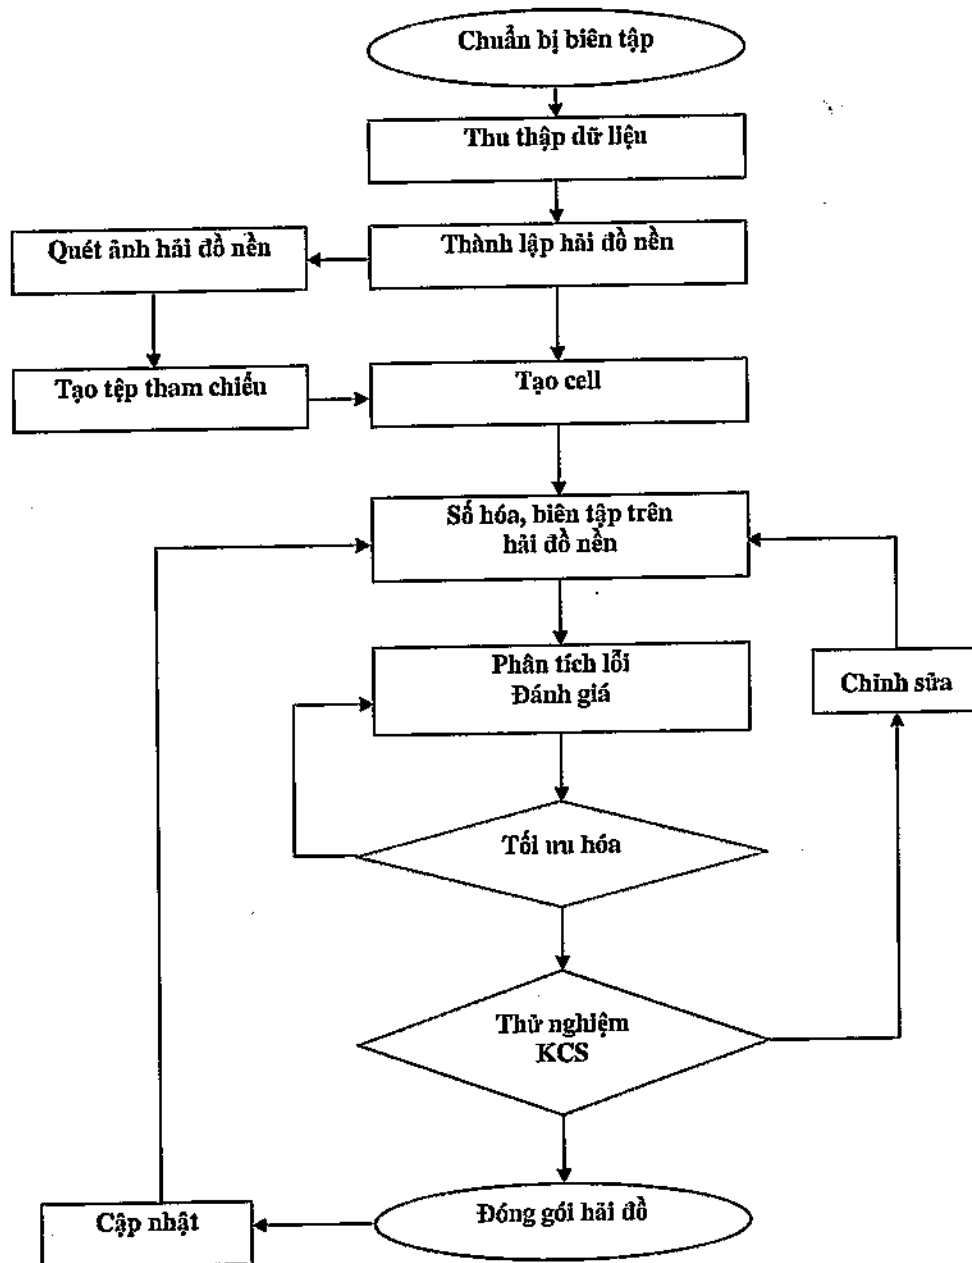 Chuẩn bị biên tập
Thu thập dữ liệu
Quét ảnh hải đồ nền
Thành lập hải đồ nền
Tạo tệp tham chiếu
Tạo cell
Số hóa, biên tập trên
hải đồ nền
Phân tích lỗi
Đánh giá
Chỉnh sửa
Tối ưu hóa
Thử nghiệm
KCS
Cập nhật
Đóng gói hải đồ